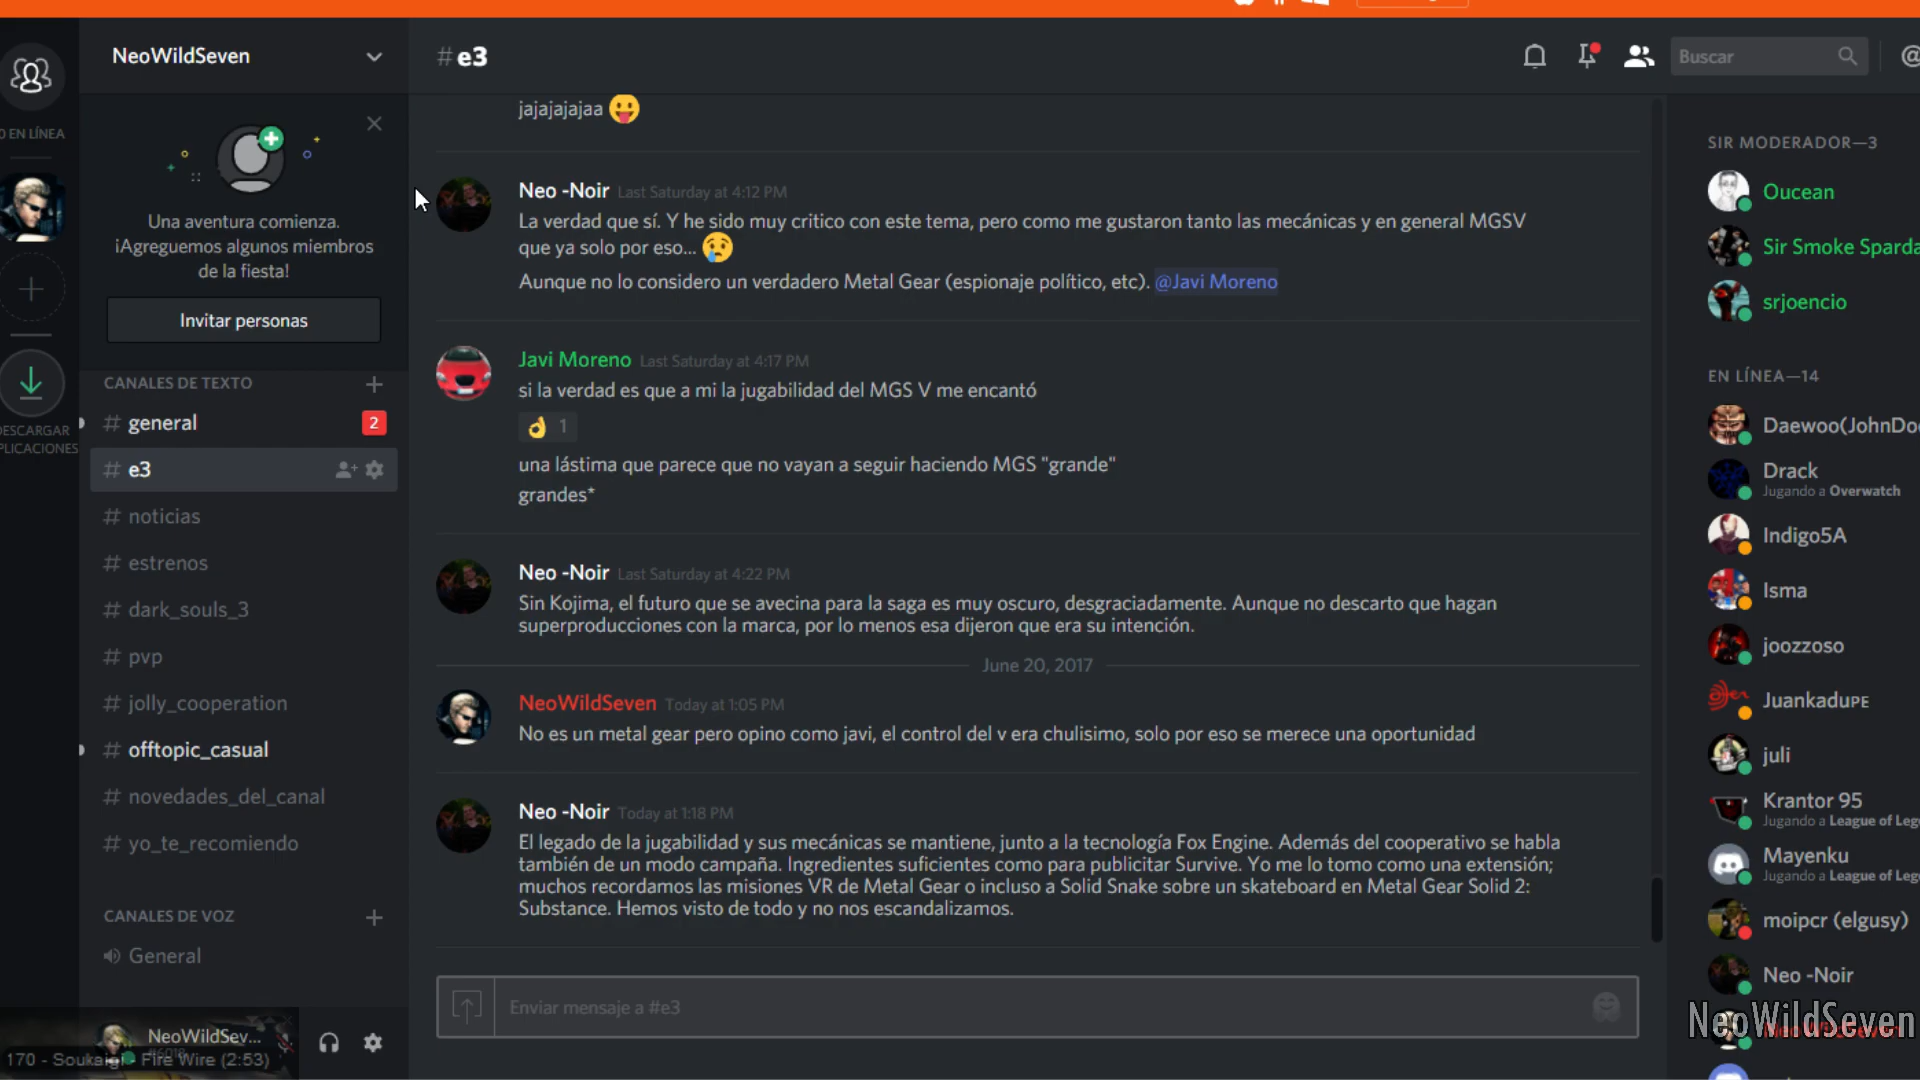 NeoWildSeven
#e3
Buscar
0 EN LÍNEA
Una aventura comienza.
¡Agreguemos algunos miembros
de la fiesta!
Invitar personas
DESCARGAR
PLICACIONES
CANALES DE TEXTO
# general
2
# e3
# noticias
# estrenos
# dark_souls_3
# pvp
# jolly_cooperation
# offtopic_casual
# novedades_del_canal
# yo_te_recomiendo
CANALES DE VOZ
General
NeoWildSev...
170 - Soukaigi - Fire Wire (2:53)
jajajajajaa 😛
Neo -Noir Last Saturday at 4:12 PM
La verdad que sí. Y he sido muy critico con este tema, pero como me gustaron tanto las mecánicas y en general MGSV
que ya solo por eso... 😢
Aunque no lo considero un verdadero Metal Gear (espionaje político, etc). @Javi Moreno
Javi Moreno Last Saturday at 4:17 PM
si la verdad es que a mi la jugabilidad del MGS V me encantó
👌 1
una lástima que parece que no vayan a seguir haciendo MGS "grande"
grandes*
Neo -Noir Last Saturday at 4:22 PM
Sin Kojima, el futuro que se avecina para la saga es muy oscuro, desgraciadamente. Aunque no descarto que hagan
superproducciones con la marca, por lo menos esa dijeron que era su intención.
June 20, 2017
NeoWildSeven Today at 1:05 PM
No es un metal gear pero opino como javi, el control del v era chulisimo, solo por eso se merece una oportunidad
Neo -Noir Today at 1:18 PM
El legado de la jugabilidad y sus mecánicas se mantiene, junto a la tecnología Fox Engine. Además del cooperativo se habla
también de un modo campaña. Ingredientes suficientes como para publicitar Survive. Yo me lo tomo como una extensión;
muchos recordamos las misiones VR de Metal Gear o incluso a Solid Snake sobre un skateboard en Metal Gear Solid 2:
Substance. Hemos visto de todo y no nos escandalizamos.
Enviar mensaje a #e3
SIR MODERADOR—3
Oucean
Sir Smoke Sparda
srjoencio
EN LÍNEA—14
Daewoo(JohnDo
Drack
Jugando a Overwatch
Indigo5A
Isma
joozzoso
Juankadupe
juli
Krantor 95
Jugando a League of Leg
Mayenku
Jugando a League of Leg
moipcr (elgusy)
Neo -Noir
NeoWildSeven
NeoWildSeven